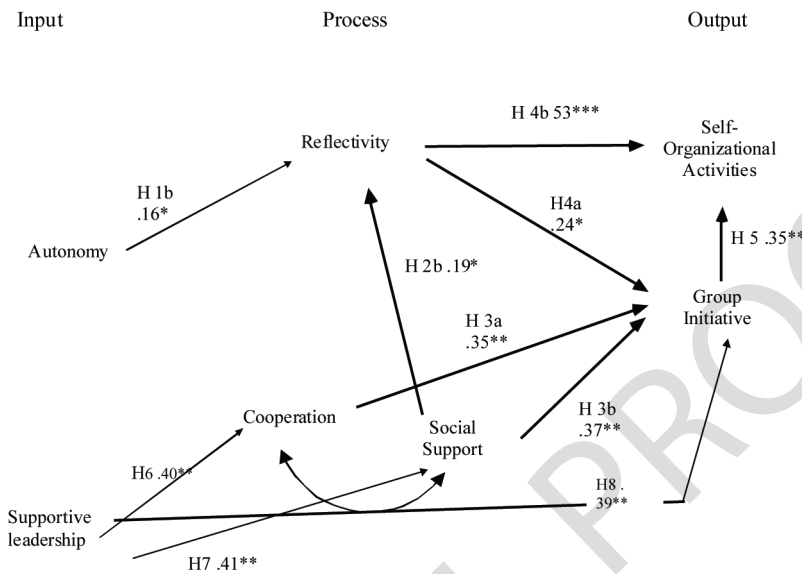 Input Process Output
H 4b 53***
Self-
Organizational
Activities
Reflectivity
H 1b
.16*
H4a
.24*
Autonomy
H 2b .19*
H 5 .35**
Group
Initiative
H 3a
.35**
Cooperation
Social
Support
H 3b
.37**
H6 .40**
H8 .
39**
Supportive
leadership
H7 .41**
PROO